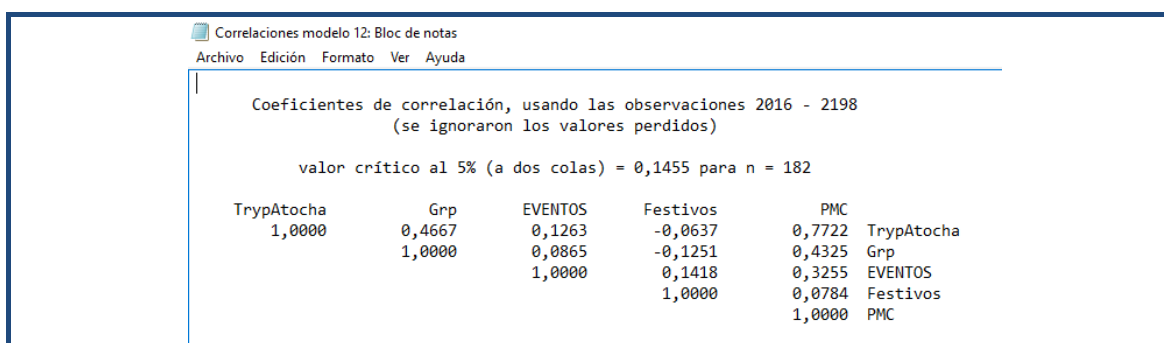 Correlaciones modelo 12: Bloc de notas
Archivo Edición Formato Ver Ayuda
Coeficientes de correlación, usando las observaciones 2016 - 2198
(se ignoraron los valores perdidos)
valor crítico al 5% (a dos colas) = 0,1455 para n = 182
TrypAtocha Grp EVENTOS Festivos PMC
1,0000 0,4667 0,1263 -0,0637 0,7722 TrypAtocha
1,0000 0,0865 -0,1251 0,4325 Grp
1,0000 0,1418 0,3255 EVENTOS
1,0000 0,0784 Festivos
1,0000 PMC